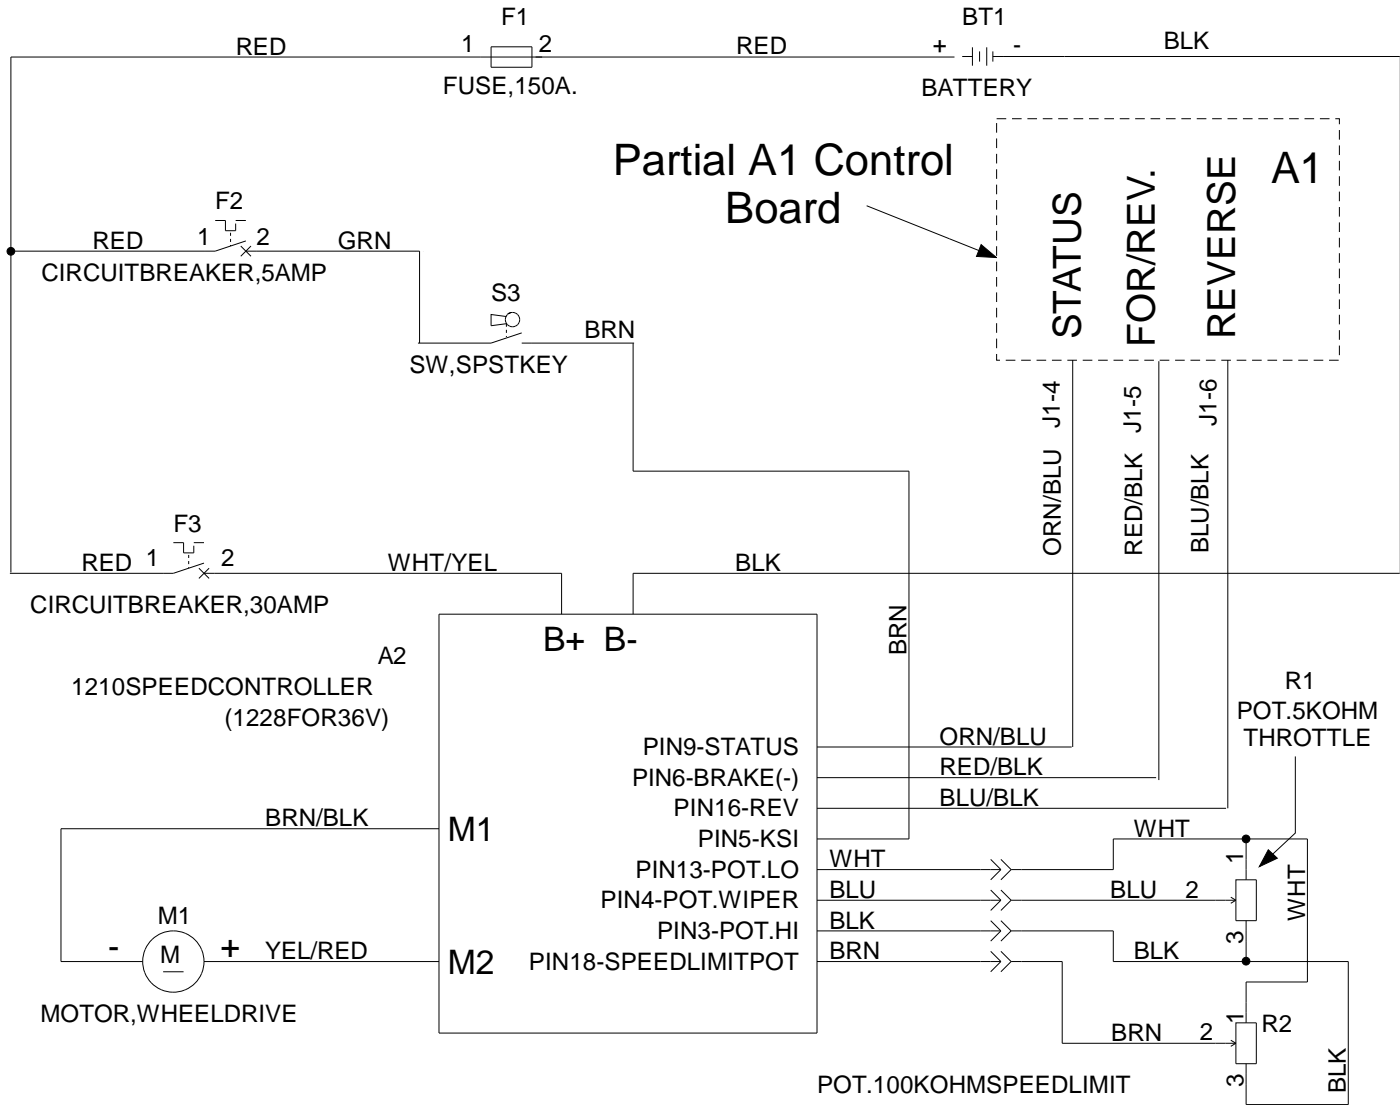 F1
BT1
RED
1
2
RED
+
-
BLK
FUSE,150A.
BATTERY
Partial A1 Control
Board
A1
STATUS
FOR/REV.
REVERSE
F2
RED
1
2
GRN
CIRCUITBREAKER,5AMP
S3
BRN
SW,SPSTKEY
J1-4
J1-5
J1-6
ORN/BLU
RED/BLK
BLU/BLK
F3
RED
1
2
WHT/YEL
BLK
CIRCUITBREAKER,30AMP
BRN
B+
B-
A2
1210SPEEDCONTROLLER
(1228FOR36V)
R1
POT.5KOHM
THROTTLE
PIN9-STATUS
ORN/BLU
PIN6-BRAKE(-)
RED/BLK
PIN16-REV
BLU/BLK
BRN/BLK
M1
PIN5-KSI
WHT
PIN13-POT.LO
WHT
1
WHT
PIN4-POT.WIPER
BLU
BLU
2
M1
PIN3-POT.HI
BLK
3
-
M
+
YEL/RED
M2
PIN18-SPEEDLIMITPOT
BRN
BLK
MOTOR,WHEELDRIVE
1
R2
BRN
2
3
BLK
POT.100KOHMSPEEDLIMIT